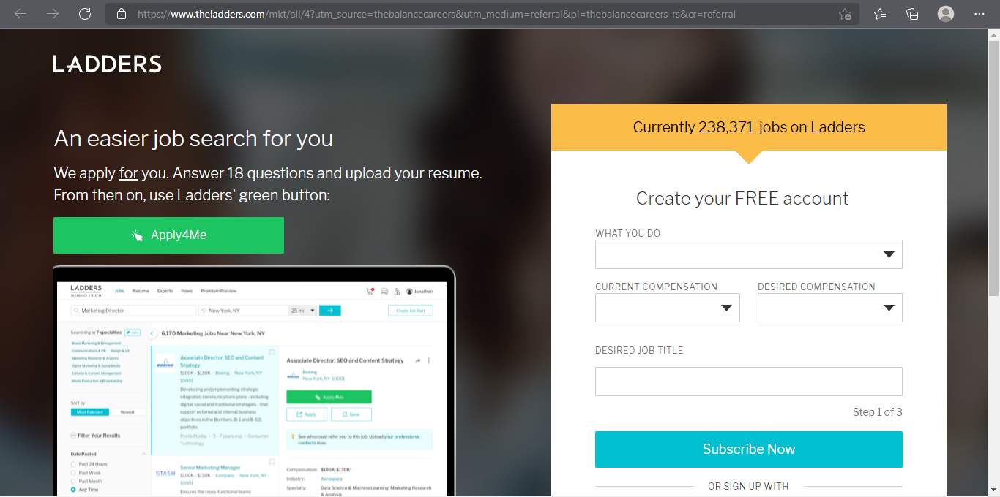 https://www.theladders.com/mkt/all/4?utm_source=thebalancecareers&utm_medium=referral&pl=thebalancecareers-rs&cr=referral
LADDERS
An easier job search for you
We apply for you. Answer 18 questions and upload your resume.
From then on, use Ladders' green button:
Apply4Me
LADDERS
$100K+ CLUB
Jobs Resume Experts News Premium Preview
Jonathan
Marketing Director
New York, NY
25 mi
Create Job Alert
Searching in 7 specialties
Brand Marketing & Management
Communications & PR Design & UX
Marketing Research & Analysis
Digital Marketing & Social Media
Editorial & Content Management
Media Production & Broadcasting
Sort by
Most Relevant Newest
Filter Your Results
Date Posted
Past 24 Hours
Past Week
Past Month
Any Time
6,170 Marketing Jobs Near New York, NY
BOEING
Associate Director, SEO and Content
Strategy
$100K - $130K · Boeing · New York, NY
10001
Developing and implementing strategic
integrated communications plans - including
digital, social and traditional strategies - that
support external and internal business
objectives in the Bombers (B-1 and B-52)
portfolio.
Posted today · 5 - 7 years exp. · Consumer
Technology
STASH
Senior Marketing Manager
$100K - $130K · Company · New York, NY
10001
Ensures the cross-functional teams
Associate Director, SEO and Content Strategy
Boeing
New York, NY 10001
Apply4Me
Apply
Save
See who could refer you to this job. Upload your professional
contacts now.
Compensation: $100K-$130K*
Industry: Aerospace
Specialty: Data Science & Machine Learning, Marketing Research
& Analysis
Currently 238,371 jobs on Ladders
Create your FREE account
WHAT YOU DO
CURRENT COMPENSATION
DESIRED COMPENSATION
DESIRED JOB TITLE
Step 1 of 3
Subscribe Now
OR SIGN UP WITH